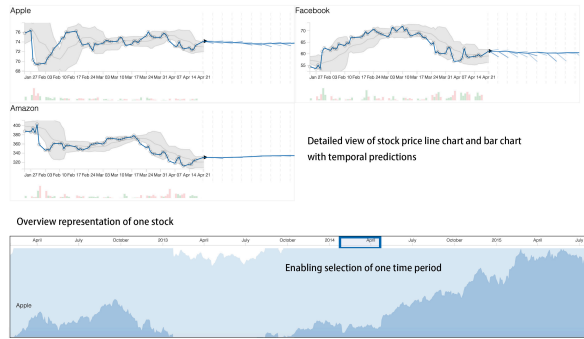 Apple
Facebook
76
74
72
70
68
Jan 27 Feb 03 Feb 10 Feb 17 Feb 24 Mar 03 Mar 10 Mar 17 Mar 24 Mar 31 Apr 07 Apr 14 Apr 21
70
65
60
55
Jan 27 Feb 03 Feb 10 Feb 17 Feb 24 Mar 03 Mar 10 Mar 17 Mar 24 Mar 31 Apr 07 Apr 14 Apr 21
Amazon
400
380
360
340
320
Jan 27 Feb 03 Feb 10 Feb 17 Feb 24 Mar 03 Mar 10 Mar 17 Mar 24 Mar 31 Apr 07 Apr 14 Apr 21
Detailed view of stock price line chart and bar chart
with temporal predictions
Overview representation of one stock
April July October 2013 April July October 2014 April July October 2015 April July
Enabling selection of one time period
Apple